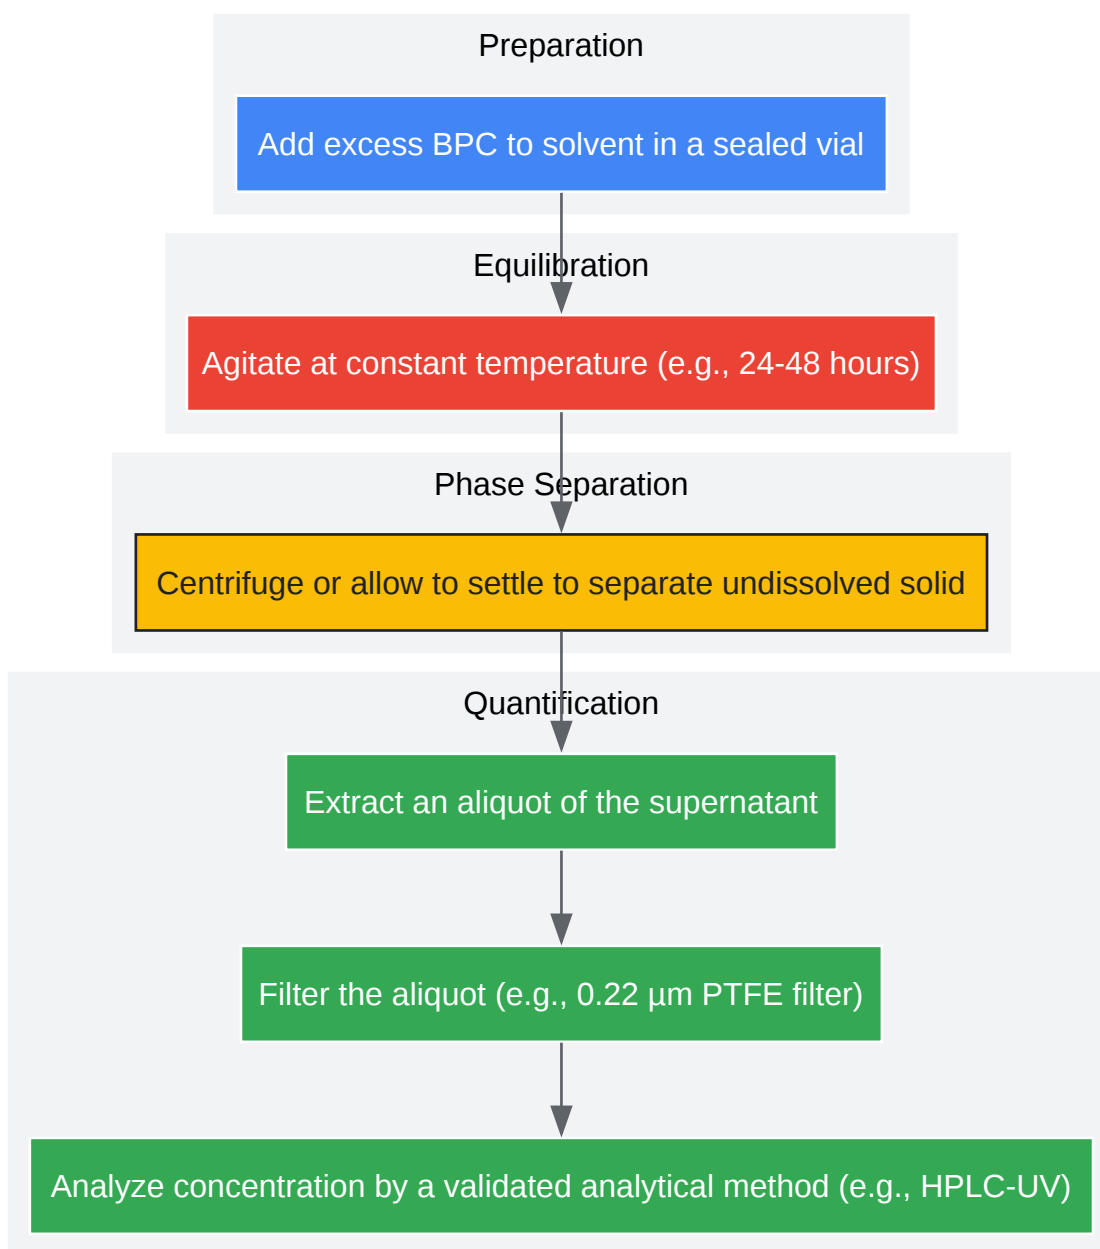 Preparation
Add excess BPC to solvent in a sealed vial
Equilibration
Agitate at constant temperature (e.g., 24-48 hours)
Phase Separation
Centrifuge or allow to settle to separate undissolved solid
Quantification
Extract an aliquot of the supernatant
Filter the aliquot (e.g., 0.22 µm PTFE filter)
Analyze concentration by a validated analytical method (e.g., HPLC-UV)